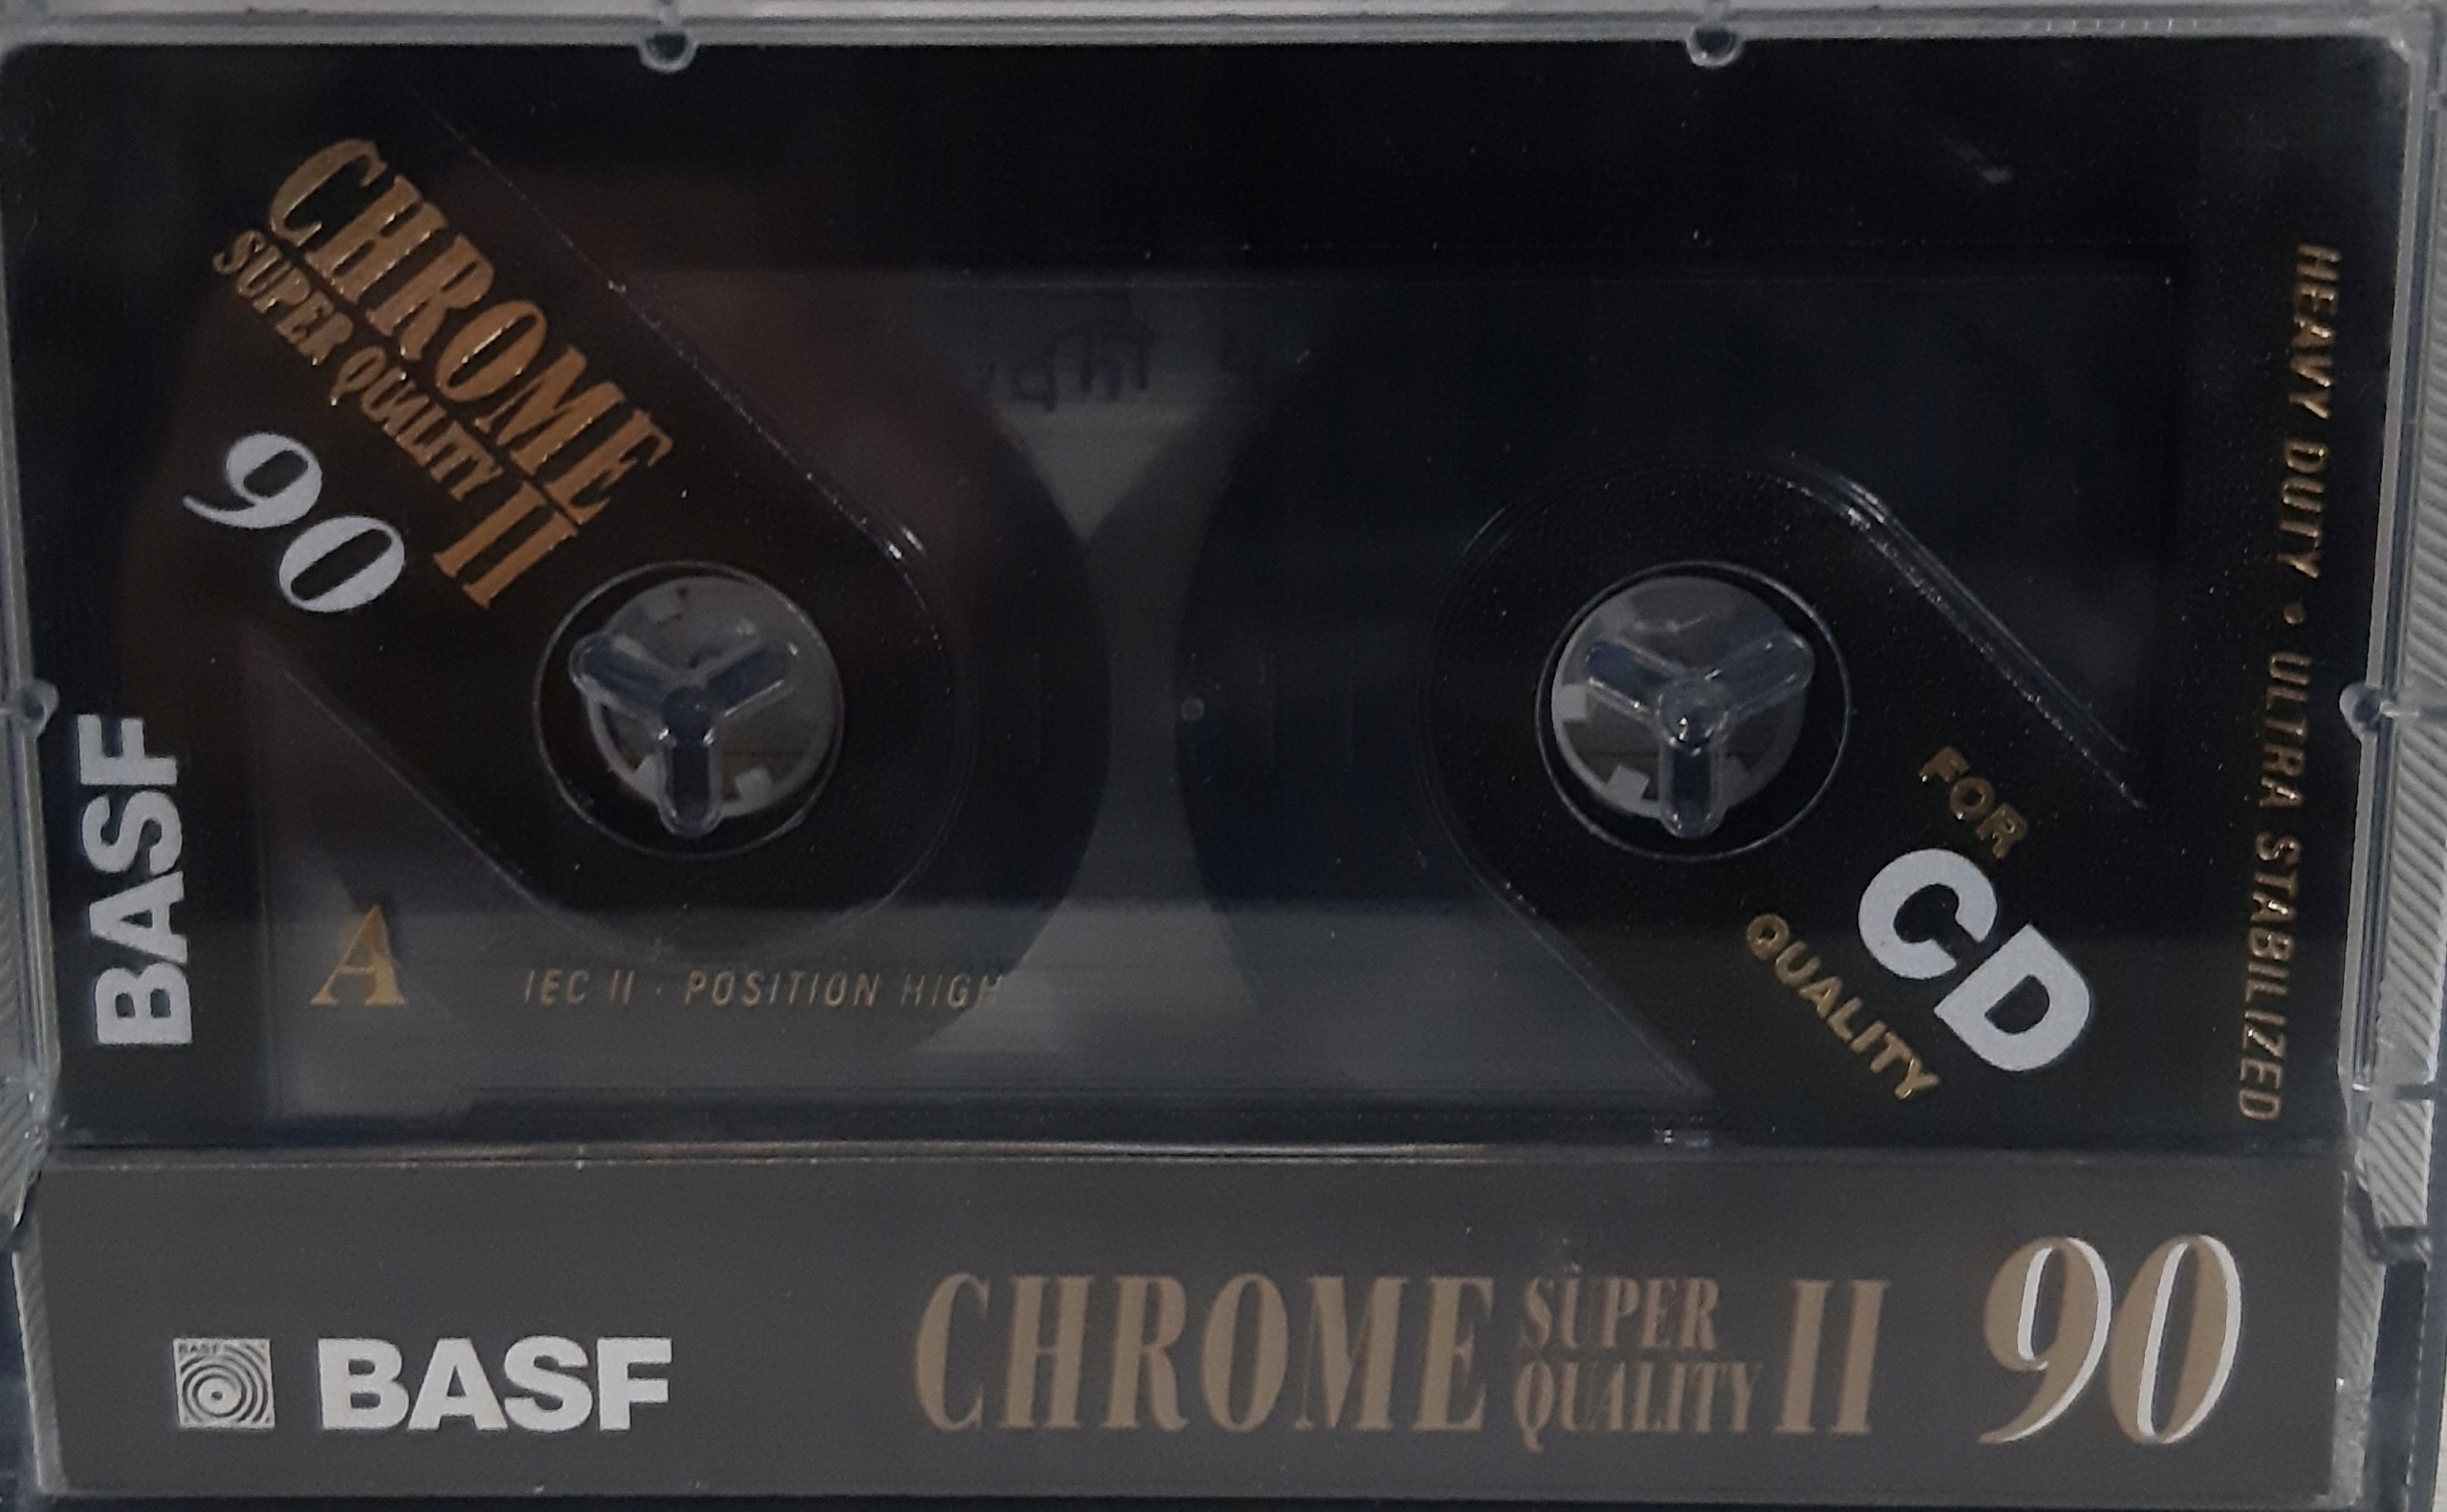 CHROME
SUPER QUALITY II
90
BASF
A
IEC II · POSITION HIGH
FOR
CD
QUALITY
HEAVY DUTY • ULTRA STABILIZED
BASF
BASF
CHROME SUPER QUALITY II 90